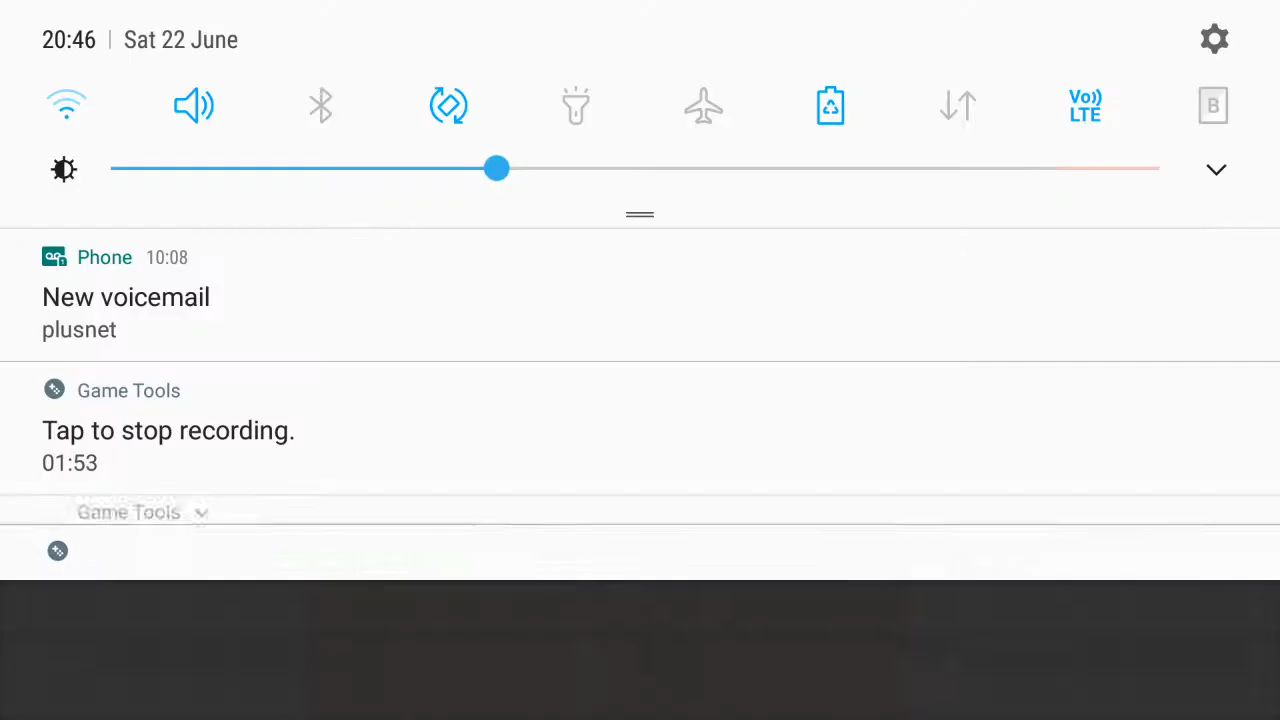 20:46 | Sat 22 June
Vo)) LTE
B
Phone 10:08
New voicemail
plusnet
Game Tools
Tap to stop recording.
01:53
Game Tools